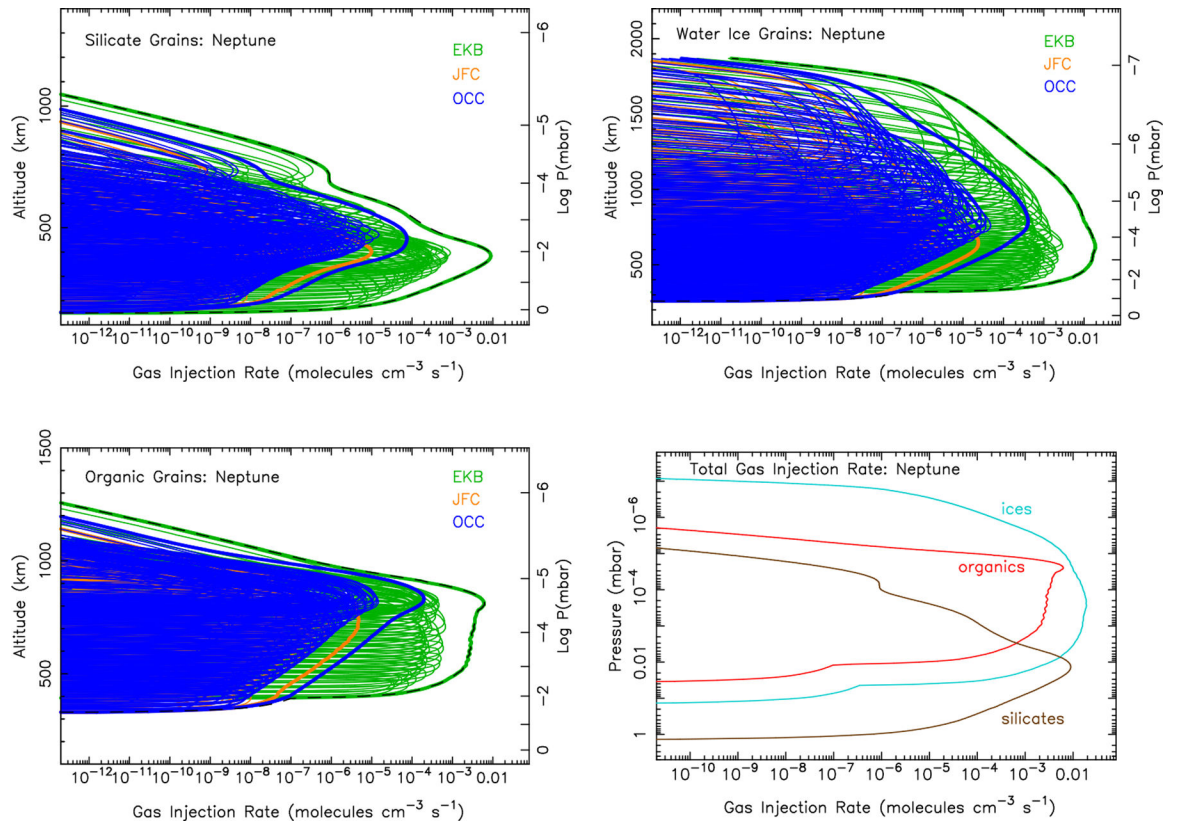 Silicate Grains: Neptune
EKB
JFC
OCC
Altitude (km)
1000
500
Log P(mbar)
−6
−5
−4
−2
0
10−12 10−11 10−10 10−9 10−8 10−7 10−6 10−5 10−4 10−3 0.01
Gas Injection Rate (molecules cm−3 s−1)
Water Ice Grains: Neptune
EKB
JFC
OCC
Altitude (km)
2000
1500
1000
500
Log P(mbar)
−7
−6
−5
−4
−2
0
10−12 10−11 10−10 10−9 10−8 10−7 10−6 10−5 10−4 10−3 0.01
Gas Injection Rate (molecules cm−3 s−1)
Organic Grains: Neptune
EKB
JFC
OCC
Altitude (km)
1500
1000
500
Log P(mbar)
−6
−5
−4
−2
0
10−12 10−11 10−10 10−9 10−8 10−7 10−6 10−5 10−4 10−3 0.01
Gas Injection Rate (molecules cm−3 s−1)
Total Gas Injection Rate: Neptune
ices
organics
silicates
Pressure (mbar)
10−6
10−4
0.01
1
10−10 10−9 10−8 10−7 10−6 10−5 10−4 10−3 0.01
Gas Injection Rate (molecules cm−3 s−1)